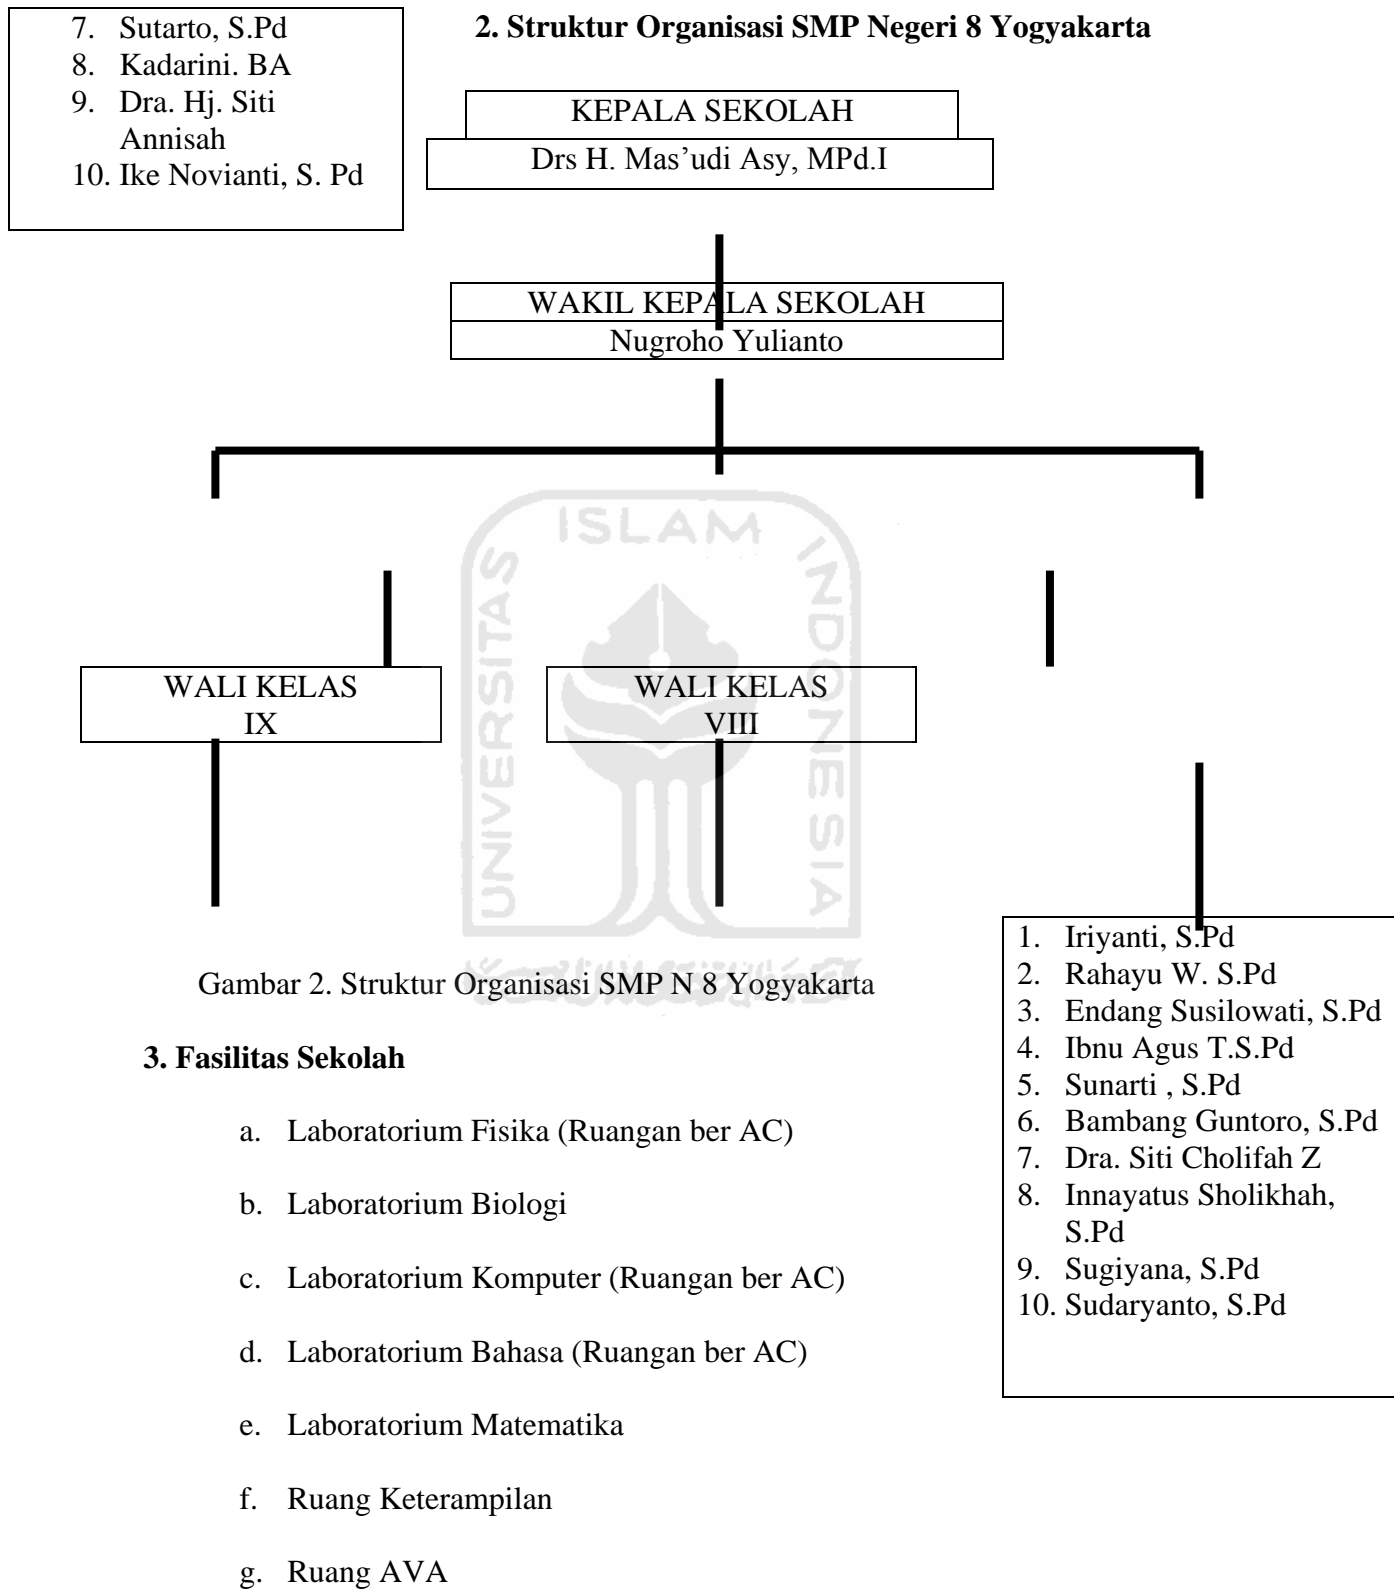 7. Sutarto, S.Pd
8. Kadarini. BA
9. Dra. Hj. Siti
Annisah
10. Ike Novianti, S. Pd
2. Struktur Organisasi SMP Negeri 8 Yogyakarta
KEPALA SEKOLAH
Drs H. Mas’udi Asy, MPd.I
WAKIL KEPALA SEKOLAH
Nugroho Yulianto
UNIVERSITAS ISLAM INDONESIA
WALI KELAS
IX
WALI KELAS
VIII
Gambar 2. Struktur Organisasi SMP N 8 Yogyakarta
1. Iriyanti, S.Pd
2. Rahayu W. S.Pd
3. Endang Susilowati, S.Pd
4. Ibnu Agus T.S.Pd
5. Sunarti , S.Pd
6. Bambang Guntoro, S.Pd
7. Dra. Siti Cholifah Z
8. Innayatus Sholikhah,
S.Pd
9. Sugiyana, S.Pd
10. Sudaryanto, S.Pd
3. Fasilitas Sekolah
a. Laboratorium Fisika (Ruangan ber AC)
b. Laboratorium Biologi
c. Laboratorium Komputer (Ruangan ber AC)
d. Laboratorium Bahasa (Ruangan ber AC)
e. Laboratorium Matematika
f. Ruang Keterampilan
g. Ruang AVA